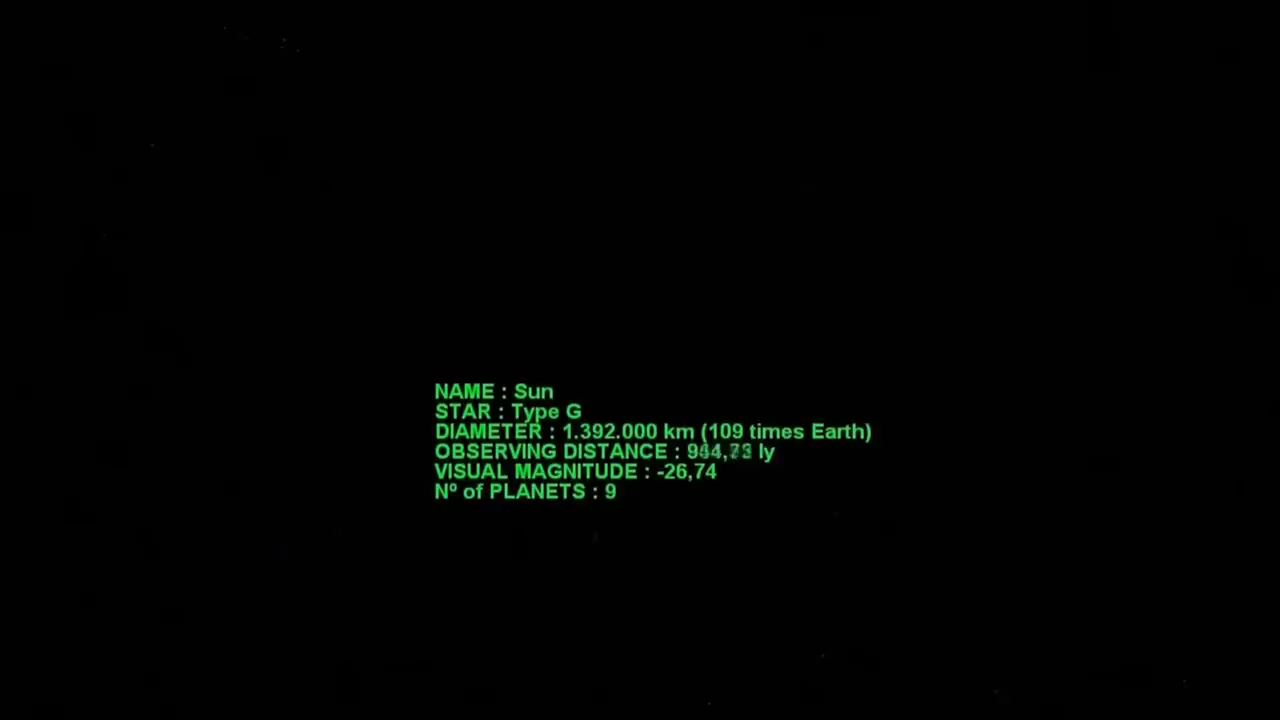 NAME : Sun
STAR : Type G
DIAMETER : 1.392.000 km (109 times Earth)
OBSERVING DISTANCE : ly
VISUAL MAGNITUDE : -26,74
Nº of PLANETS : 9